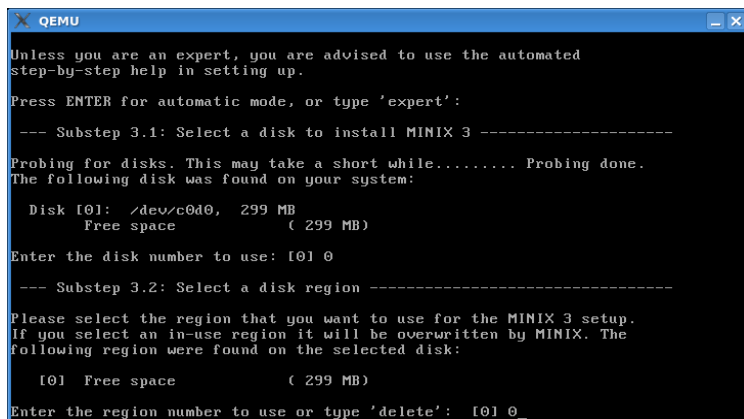 QEMU
Unless you are an expert, you are advised to use the automated
step-by-step help in setting up.
Press ENTER for automatic mode, or type 'expert':
--- Substep 3.1: Select a disk to install MINIX 3 ---------------------
Probing for disks. This may take a short while......... Probing done.
The following disk was found on your system:
Disk [0]: /dev/c0d0, 299 MB
Free space ( 299 MB)
Enter the disk number to use: [0] 0
--- Substep 3.2: Select a disk region ---------------------------------
Please select the region that you want to use for the MINIX 3 setup.
If you select an in-use region it will be overwritten by MINIX. The
following region were found on the selected disk:
[0] Free space ( 299 MB)
Enter the region number to use or type 'delete': [0] 0_